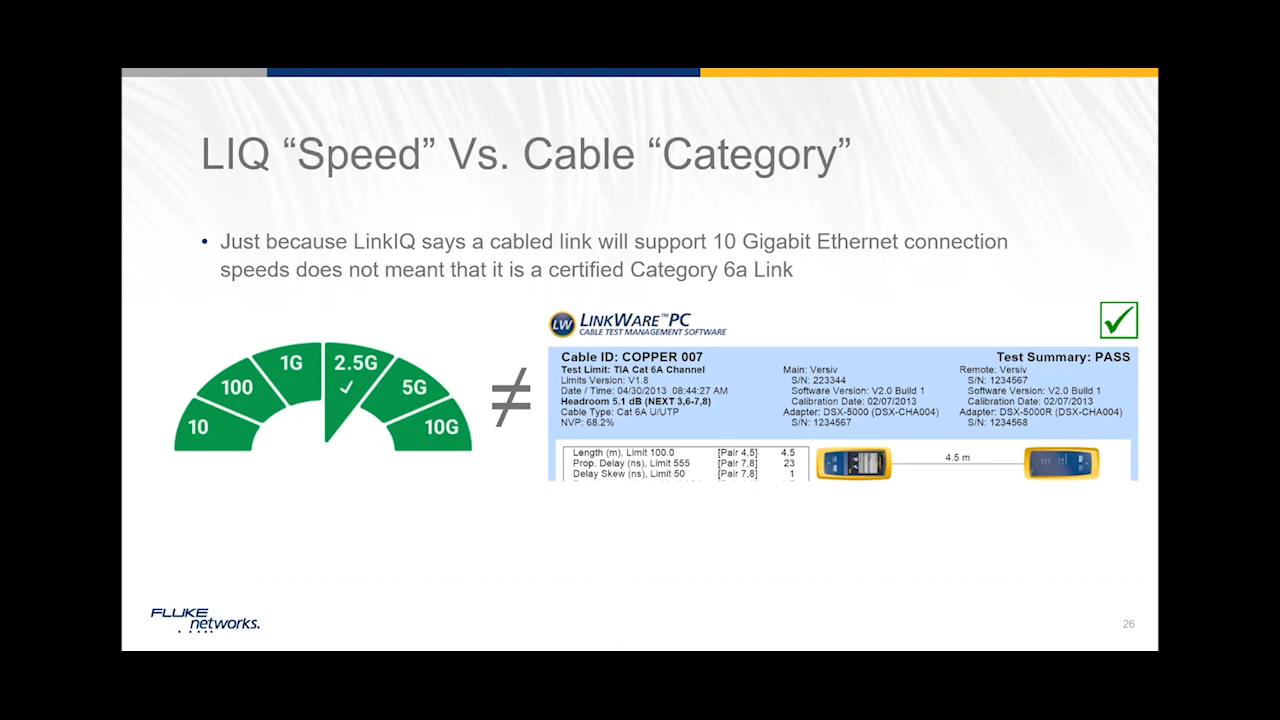 LIQ “Speed” Vs. Cable “Category”
• Just because LinkIQ says a cabled link will support 10 Gigabit Ethernet connection
speeds does not meant that it is a certified Category 6a Link
10
100
1G
2.5G
5G
10G
≠
LW
LINKWARE™PC
CABLE TEST MANAGEMENT SOFTWARE
Cable ID: COPPER 007
Test Summary: PASS
Test Limit: TIA Cat 6A Channel
Limits Version: V1.8
Date / Time: 04/30/2013 08:44:27 AM
Headroom 5.1 dB (NEXT 3,6-7,8)
Cable Type: Cat 6A U/UTP
NVP: 68.2%
Main: Versiv
S/N: 223344
Software Version: V2.0 Build 1
Calibration Date: 02/07/2013
Adapter: DSX-5000 (DSX-CHA004)
S/N: 1234567
Remote: Versiv
S/N: 1234567
Software Version: V2.0 Build 1
Calibration Date: 02/07/2013
Adapter: DSX-5000R (DSX-CHA004)
S/N: 1234568
Length (m), Limit 100.0 [Pair 4,5] 4.5
Prop. Delay (ns), Limit 555 [Pair 7,8] 23
Delay Skew (ns), Limit 50 [Pair 7,8] 1
4.5 m
FLUKE
networks.
26